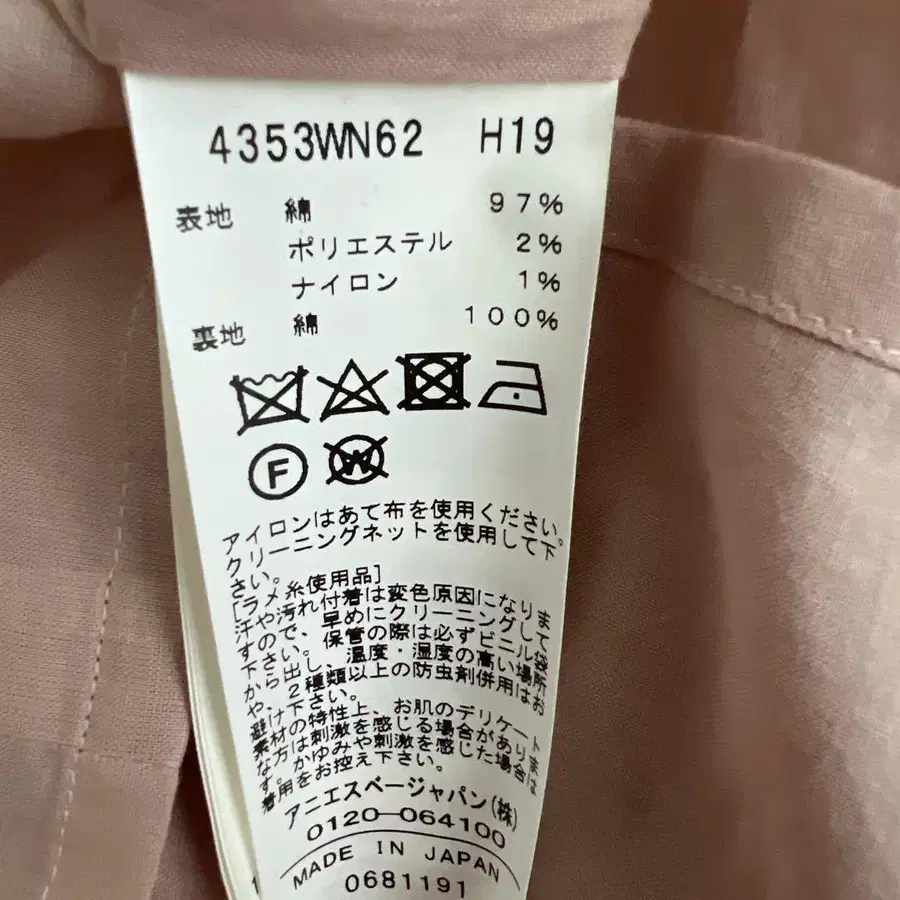 4353WN62 H19
表地 綿 97%
ポリエステル 2%
ナイロン 1%
裏地 綿 100%
F
W
アイロンはあて布を使用ください。
クリーニングネットを使用して下
さい。
[ラメ糸使用品]
汗や汚れ付着は変色原因になりま
すので、早めにクリーニングして
下さい。保管の際は必ずビニル袋
から出し、温度・湿度の高い場所
や、2種類以上の防虫剤併用はお
避け下さい。
素材の特性上、お肌のデリケート
な方は刺激を感じる場合がありま
す。かゆみや刺激を感じた場合は
着用をお控え下さい。
アニエスベージャパン(株)
0120-064100
MADE IN JAPAN
0681191